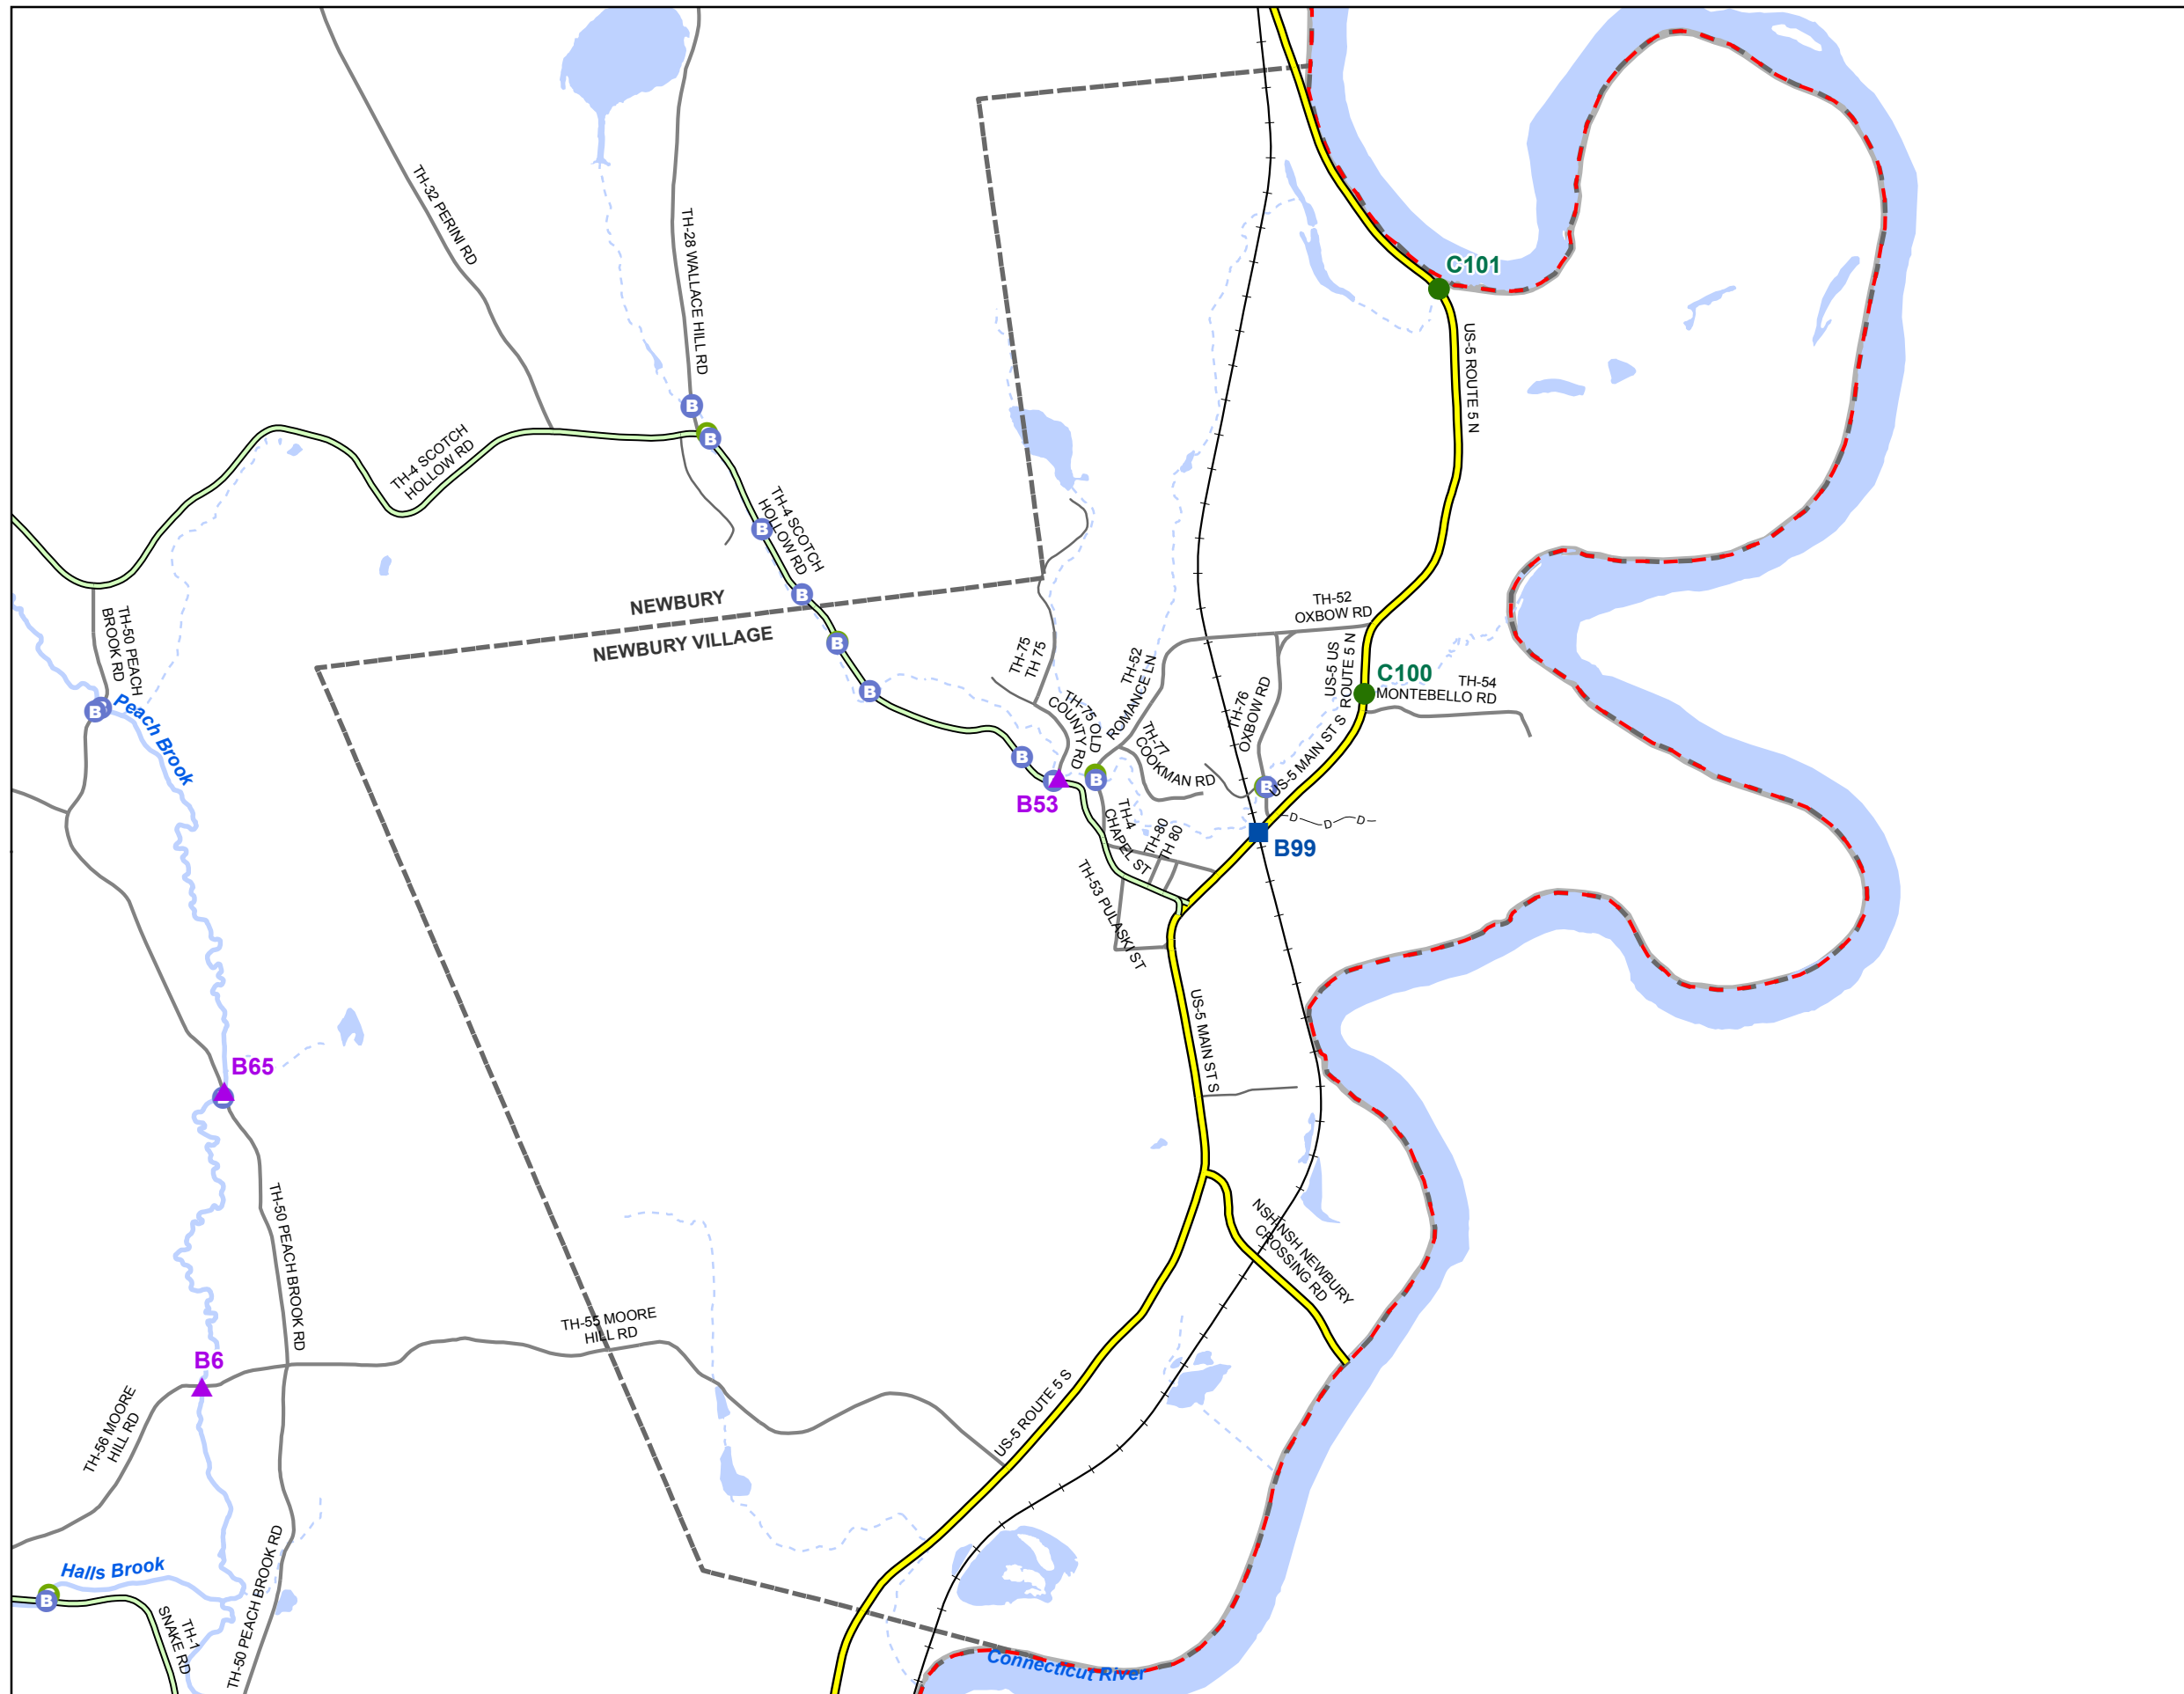 TH-32 PERINI RD
TH-28 WALLACE HILL RD
C101
US-5 ROUTE 5 N
B
B
TH-4 SCOTCH
HOLLOW RD
TH-4 SCOTCH
HOLLOW RD
B
B
NEWBURY
NEWBURY VILLAGE
B
B
TH-50 PEACH
BROOK RD
B
Peach Brook
TH-52
OXBOW RD
TH-75
TH 75
TH-52
ROMANCE LN
TH-75 OLD
COUNTY RD
TH-76
OXBOW RD
US-5 US
ROUTE 5 N
C100
TH-54
MONTEBELLO RD
TH-77
COOKMAN RD
US-5 MAIN ST S
B
B53
B
B
D
D
D
B99
TH-4
CHAPEL ST
TH-80
TH 80
TH-53 PULASKI ST
US-5 MAIN ST S
B65
TH-50 PEACH BROOK RD
NSH NSH NEWBURY
CROSSING RD
TH-55 MOORE
HILL RD
B6
TH-56 MOORE
HILL RD
US-5 ROUTE 5 S
Halls Brook
B
TH-1
SNAKE RD
TH-50 PEACH BROOK RD
Connecticut River